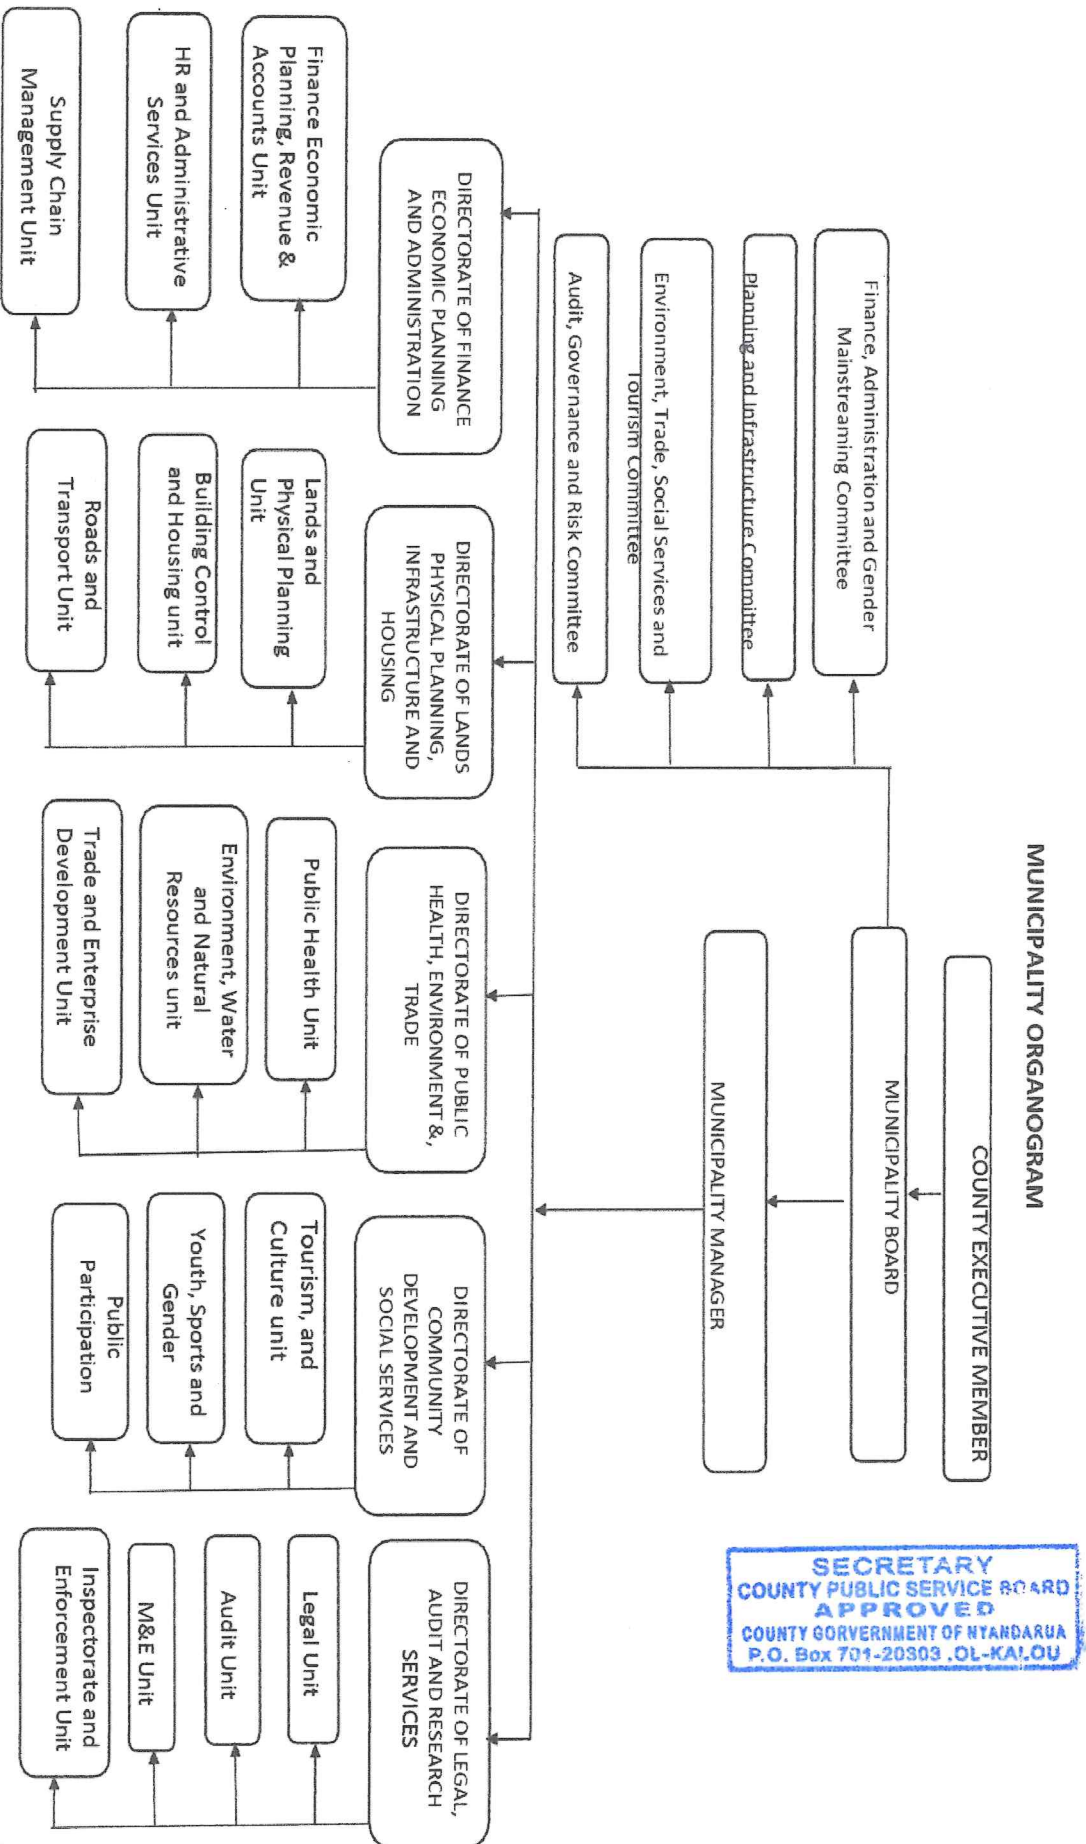 MUNICIPALITY ORGANOGRAM
COUNTY EXECUTIVE MEMBER
MUNICIPALITY BOARD
MUNICIPALITY MANAGER
SECRETARY
COUNTY PUBLIC SERVICE BOARD
APPROVED
COUNTY GORVERNMENT OF NYANDARUA
P.O. Box 701-20303 .OL-KALOU
Finance, Administration and Gender
Mainstreaming Committee
Planning and Infrastructure Committee
Environment, Trade, Social Services and
Tourism Committee
Audit, Governance and Risk Committee
DIRECTORATE OF FINANCE
ECONOMIC PLANNING
AND ADMINISTRATION
Finance Economic
Planning, Revenue &
Accounts Unit
HR and Administrative
Services Unit
Supply Chain
Management Unit
DIRECTORATE OF LANDS
PHYSICAL PLANNING,
INFRASTRUCTURE AND
HOUSING
Lands and
Physical Planning
Unit
Building Control
and Housing unit
Roads and
Transport Unit
DIRECTORATE OF PUBLIC
HEALTH, ENVIRONMENT &,
TRADE
Public Health Unit
Environment, Water
and Natural
Resources unit
Trade and Enterprise
Development Unit
DIRECTORATE OF
COMMUNITY
DEVELOPMENT AND
SOCIAL SERVICES
Tourism, and
Culture unit
Youth, Sports and
Gender
Public
Participation
DIRECTORATE OF LEGAL,
AUDIT AND RESEARCH
SERVICES
Legal Unit
Audit Unit
M&E Unit
Inspectorate and
Enforcement Unit